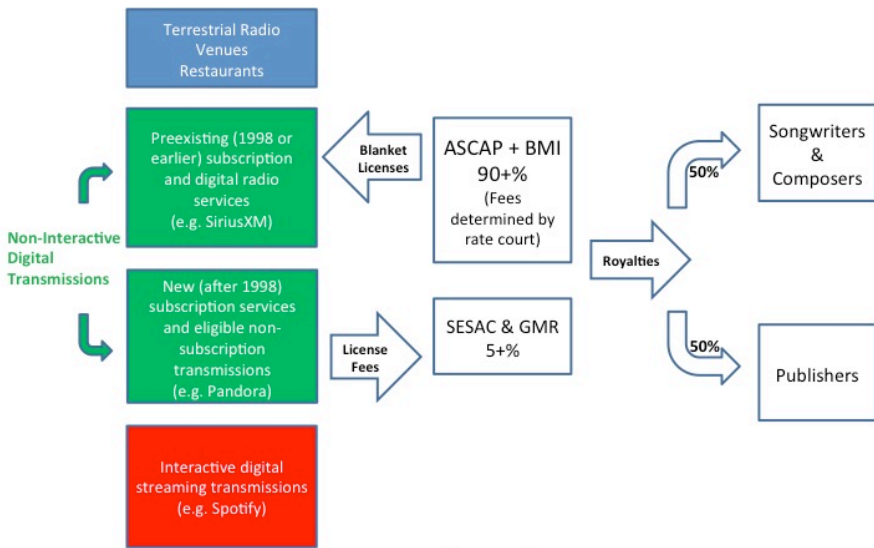 Terrestrial Radio
Venues
Restaurants
Non-Interactive
Digital
Transmissions
Preexisting (1998 or
earlier) subscription
and digital radio
services
(e.g. SiriusXM)
New (after 1998)
subscription services
and eligible non-
subscription
transmissions
(e.g. Pandora)
Interactive digital
streaming transmissions
(e.g. Spotify)
Blanket
Licenses
License
Fees
ASCAP + BMI
90+%
(Fees
determined by
rate court)
SESAC & GMR
5+%
Royalties
50%
50%
Songwriters
&
Composers
Publishers